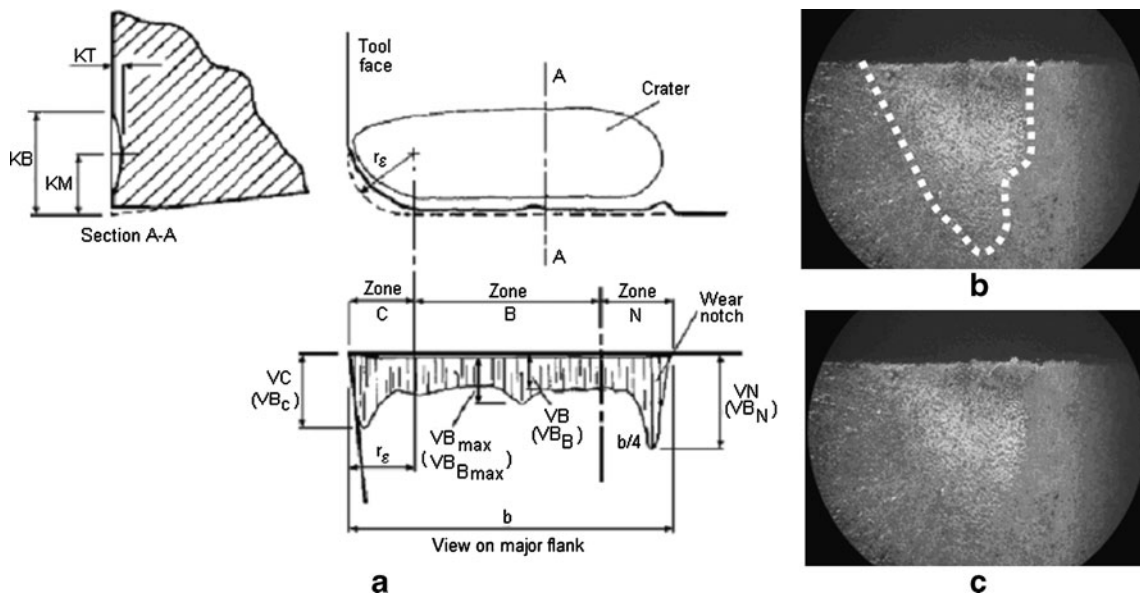 KT
KB
KM
Section A-A
Tool
face
A
Crater
rε
A
Zone
C
Zone
B
Zone
N
Wear
notch
VC
(VBC)
VBmax
(VBBmax)
VB
(VBB)
b/4
VN
(VBN)
rε
b
View on major flank
a
b
c